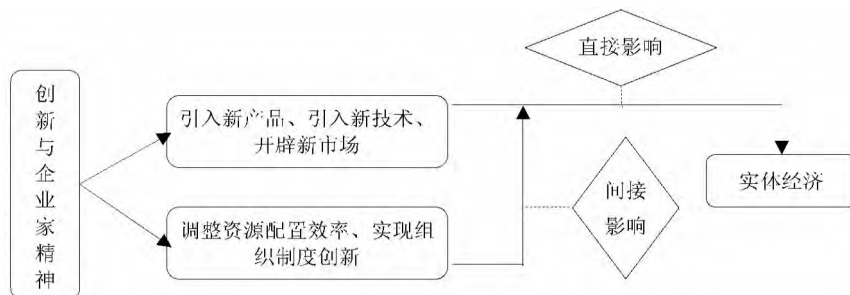 创新与企业家精神
引入新产品、引入新技术、
开辟新市场
调整资源配置效率、实现组
织制度创新
直接影响
间接
影响
实体经济